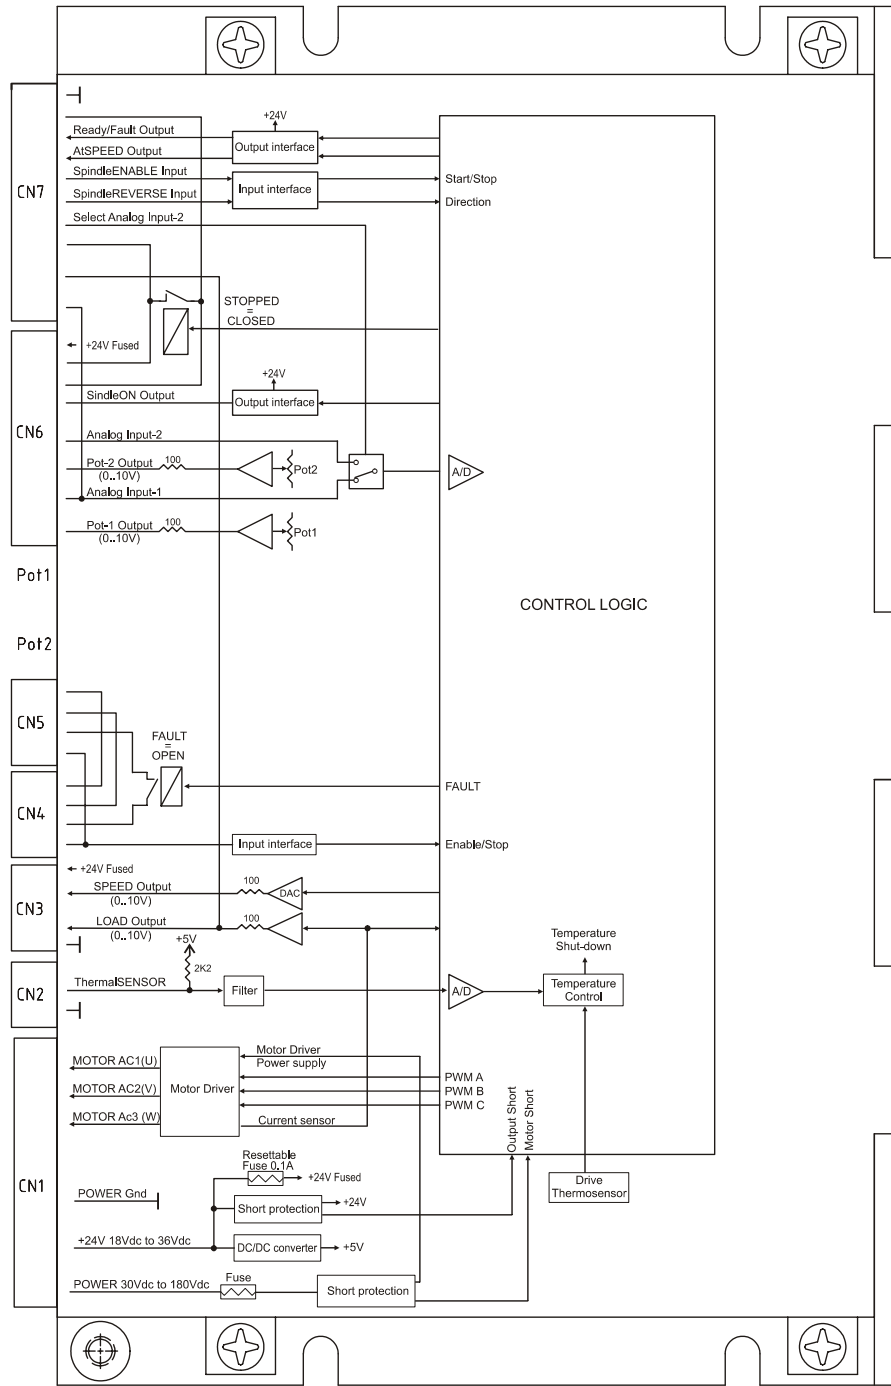 CN7
+24V
Ready/Fault Output
Output interface
AtSPEED Output
SpindleENABLE Input
Input interface
Start/Stop
SpindleREVERSE Input
Direction
Select Analog Input-2
STOPPED
=
CLOSED
CN6
+24V Fused
+24V
SindleON Output
Output interface
Analog Input-2
Pot-2 Output
(0..10V)
100
Pot2
A/D
Analog Input-1
Pot-1 Output
(0..10V)
100
Pot1
Pot1
Pot2
CONTROL LOGIC
CN5
FAULT
=
OPEN
CN4
FAULT
Input interface
Enable/Stop
CN3
+24V Fused
SPEED Output
(0..10V)
100
DAC
LOAD Output
(0..10V)
100
+5V
2K2
CN2
ThermalSENSOR
Filter
A/D
Temperature
Shut-down
Temperature
Control
CN1
MOTOR AC1(U)
MOTOR AC2(V)
MOTOR Ac3 (W)
Motor Driver
Motor Driver
Power supply
PWM A
PWM B
PWM C
Current sensor
Output Short
Motor Short
Drive
Thermosensor
Resettable
Fuse 0.1A
+24V Fused
POWER Gnd
Short protection
+24V
+24V 18Vdc to 36Vdc
DC/DC converter
+5V
POWER 30Vdc to 180Vdc
Fuse
Short protection